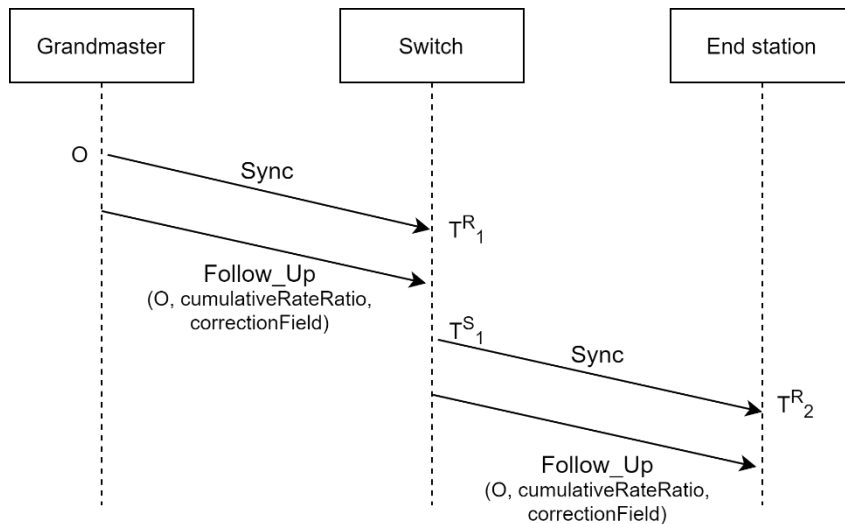 Grandmaster
Switch
End station
O
Sync
T^R_1
Follow_Up
(O, cumulativeRateRatio,
correctionField)
T^S_1
Sync
T^R_2
Follow_Up
(O, cumulativeRateRatio,
correctionField)